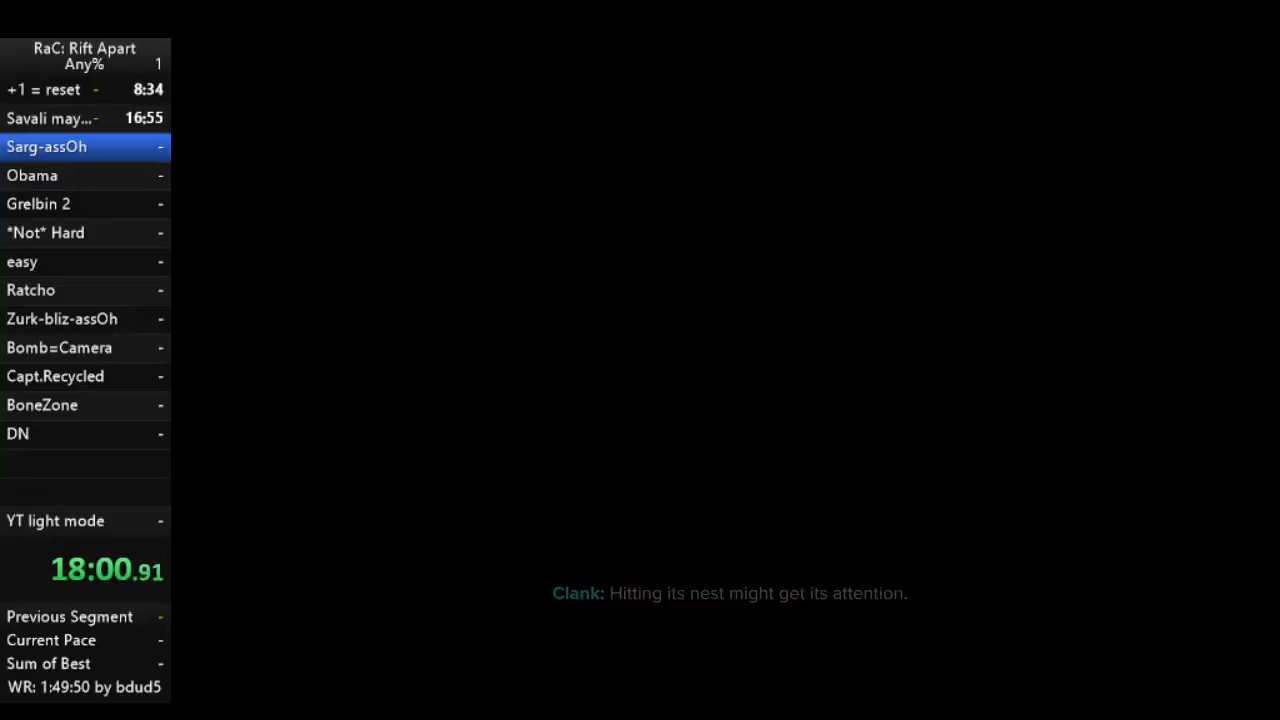 RaC: Rift Apart
Any% 1
+1 = reset - 8:34
Savali may...- 16:55
Sarg-assOh -
Obama -
Grelbin 2 -
*Not* Hard -
easy -
Ratcho -
Zurk-bliz-assOh -
Bomb=Camera -
Capt.Recycled -
BoneZone -
DN -
YT light mode -
18:00.91
Clank: Hitting its nest might get its attention.
Previous Segment -
Current Pace -
Sum of Best -
WR: 1:49:50 by bdud5